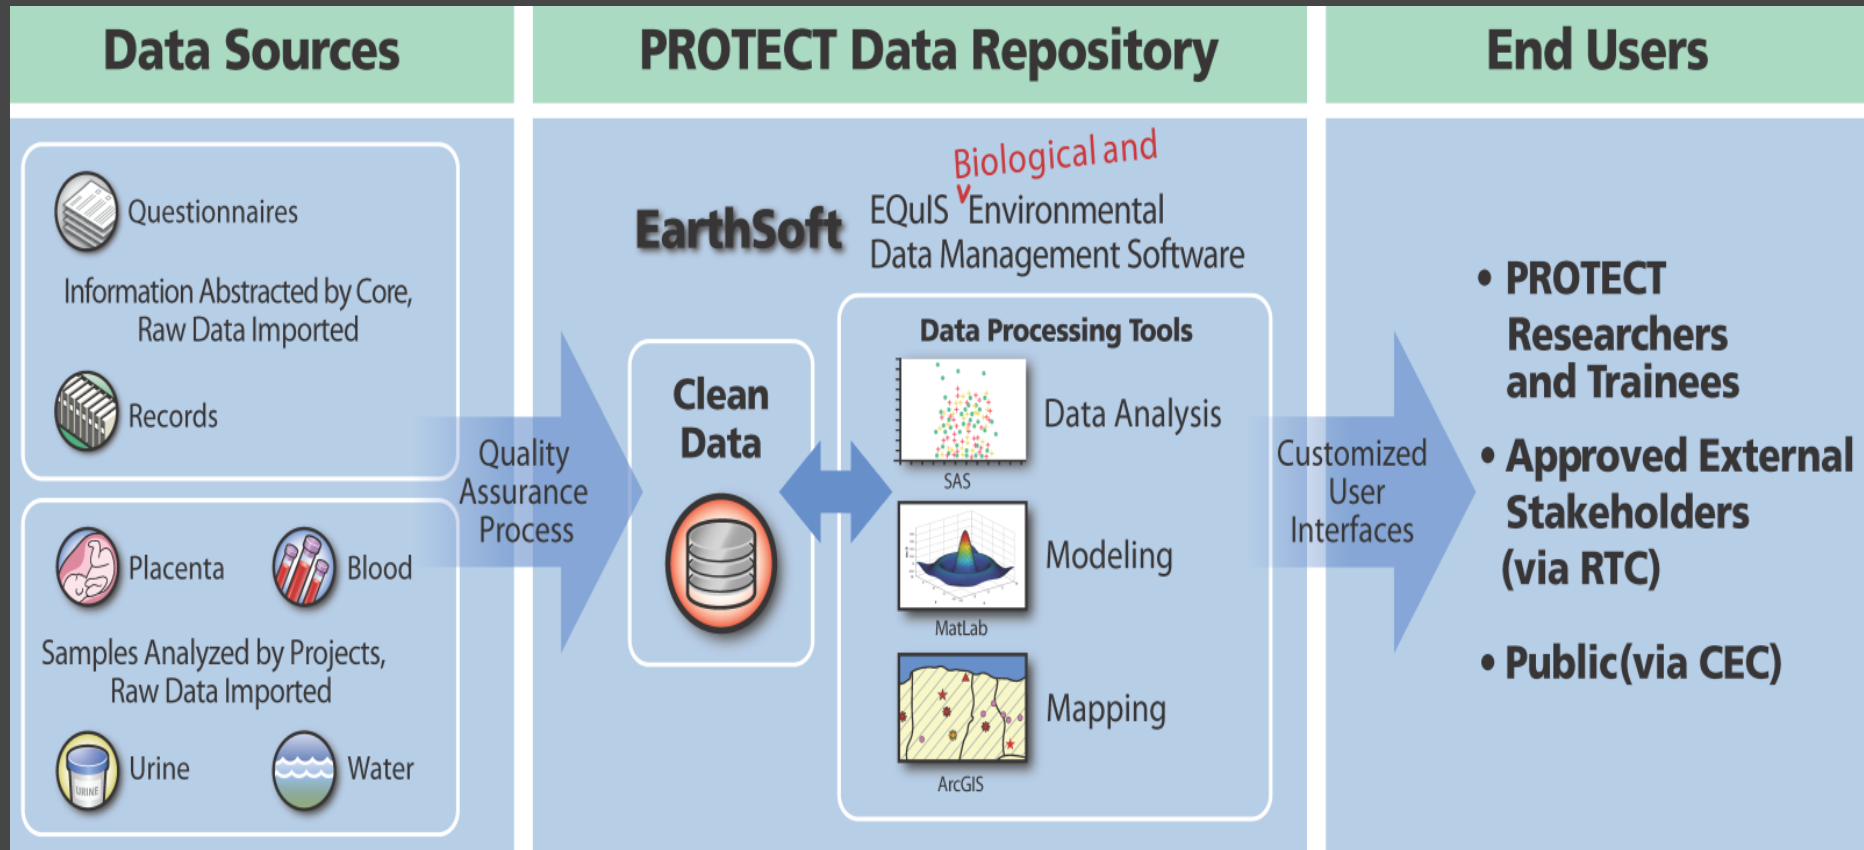 Data Sources
PROTECT Data Repository
End Users
Questionnaires
Information Abstracted by Core,
Raw Data Imported
Records
Placenta
Blood
Samples Analyzed by Projects,
Raw Data Imported
URINE
Urine
Water
Quality
Assurance
Process
EarthSoft
Biological and
EQuIS Environmental
Data Management Software
Clean
Data
Data Processing Tools
Data Analysis
SAS
Modeling
MatLab
Mapping
ArcGIS
Customized
User
Interfaces
• PROTECT
Researchers
and Trainees
• Approved External
Stakeholders
(via RTC)
• Public(via CEC)